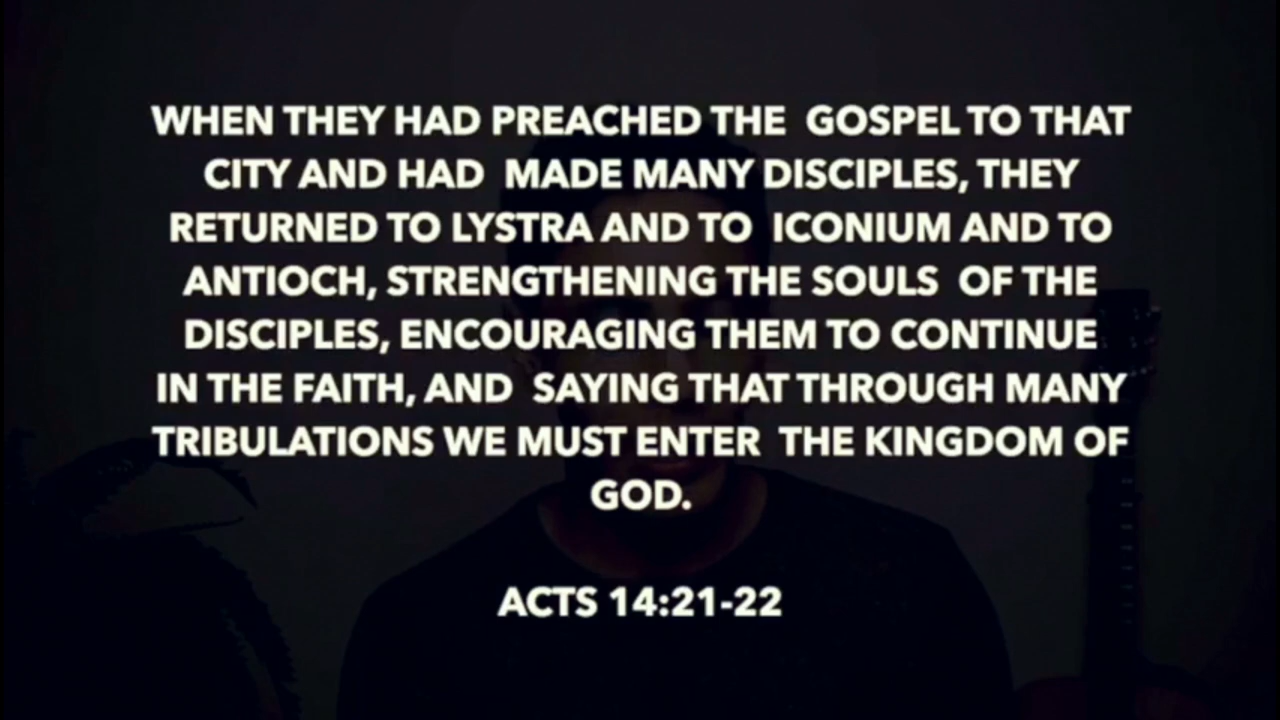 WHEN THEY HAD PREACHED THE GOSPEL TO THAT
CITY AND HAD MADE MANY DISCIPLES, THEY
RETURNED TO LYSTRA AND TO ICONIUM AND TO
ANTIOCH, STRENGTHENING THE SOULS OF THE
DISCIPLES, ENCOURAGING THEM TO CONTINUE
IN THE FAITH, AND SAYING THAT THROUGH MANY
TRIBULATIONS WE MUST ENTER THE KINGDOM OF
GOD.
ACTS 14:21-22